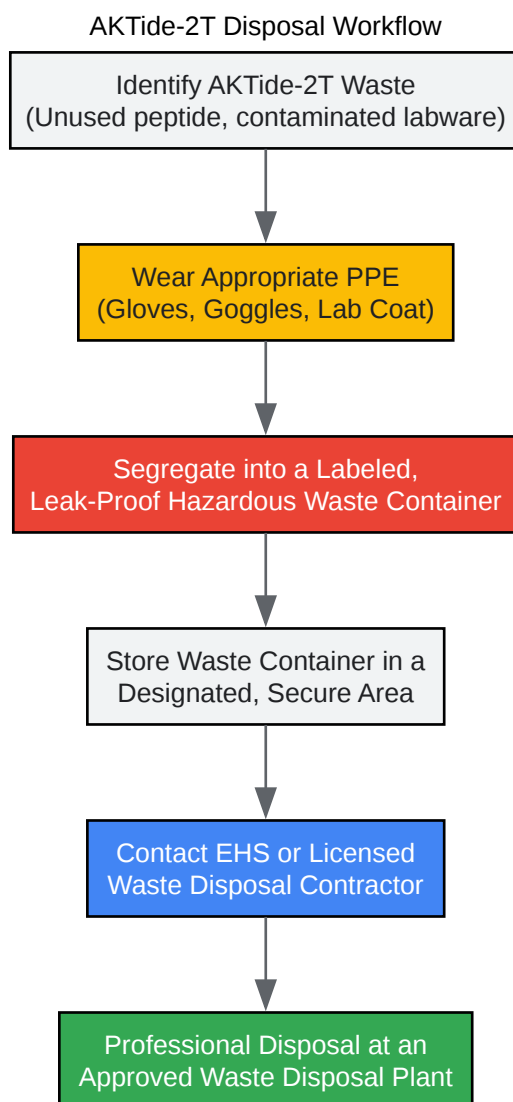 AKTide-2T Disposal Workflow
Identify AKTide-2T Waste
(Unused peptide, contaminated labware)
Wear Appropriate PPE
(Gloves, Goggles, Lab Coat)
Segregate into a Labeled,
Leak-Proof Hazardous Waste Container
Store Waste Container in a
Designated, Secure Area
Contact EHS or Licensed
Waste Disposal Contractor
Professional Disposal at an
Approved Waste Disposal Plant